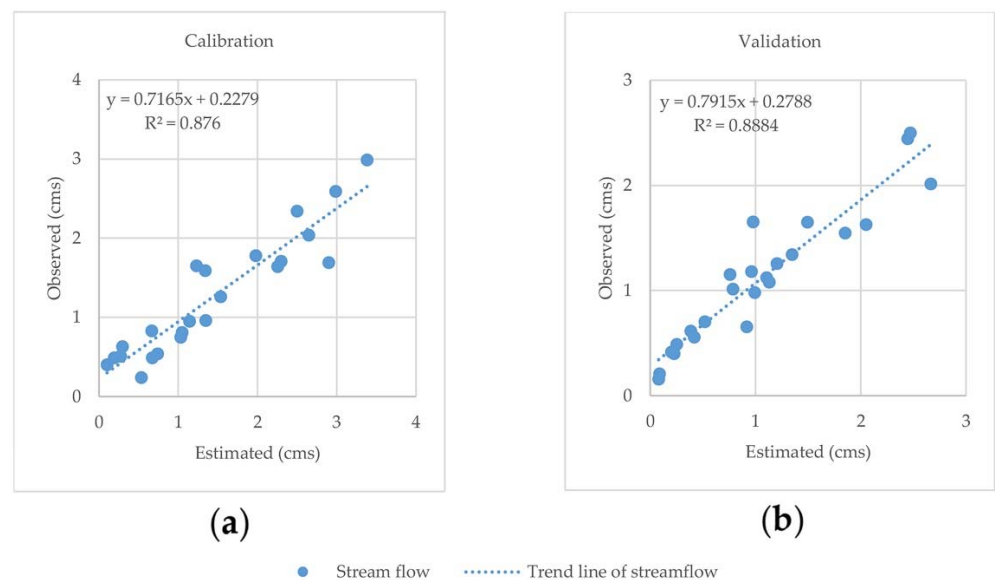 Calibration
y = 0.7165x + 0.2279
R² = 0.876
4
3
2
1
0
Observed (cms)
0 1 2 3 4
Estimated (cms)
(a)
Validation
y = 0.7915x + 0.2788
R² = 0.8884
3
2
1
0
Observed (cms)
0 1 2 3
Estimated (cms)
(b)
Stream flow Trend line of streamflow